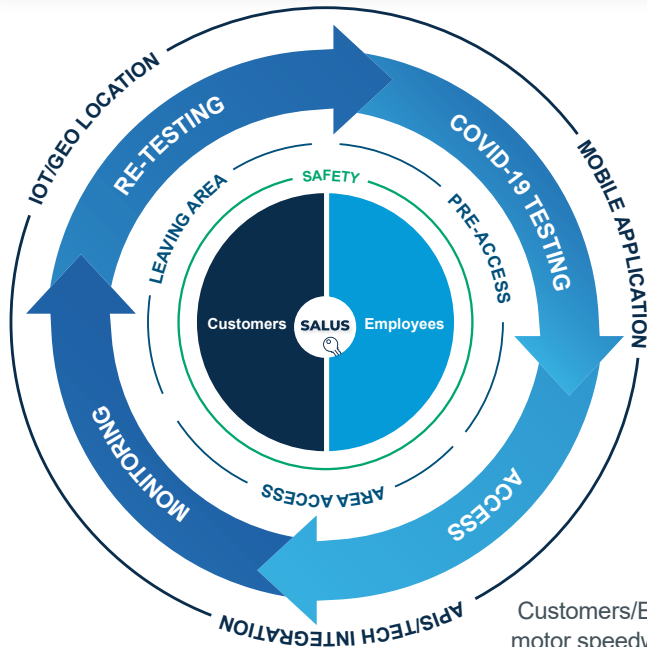 IOT/GEO LOCATION
MOBILE APPLICATION
APIS/TECH INTEGRATION
RE-TESTING
COVID-19 TESTING
ACCESS
MONITORING
LEAVING AREA
PRE-ACCESS
AREA ACCESS
SAFETY
Customers
SALUS
Employees
Customers/E
motor speedw